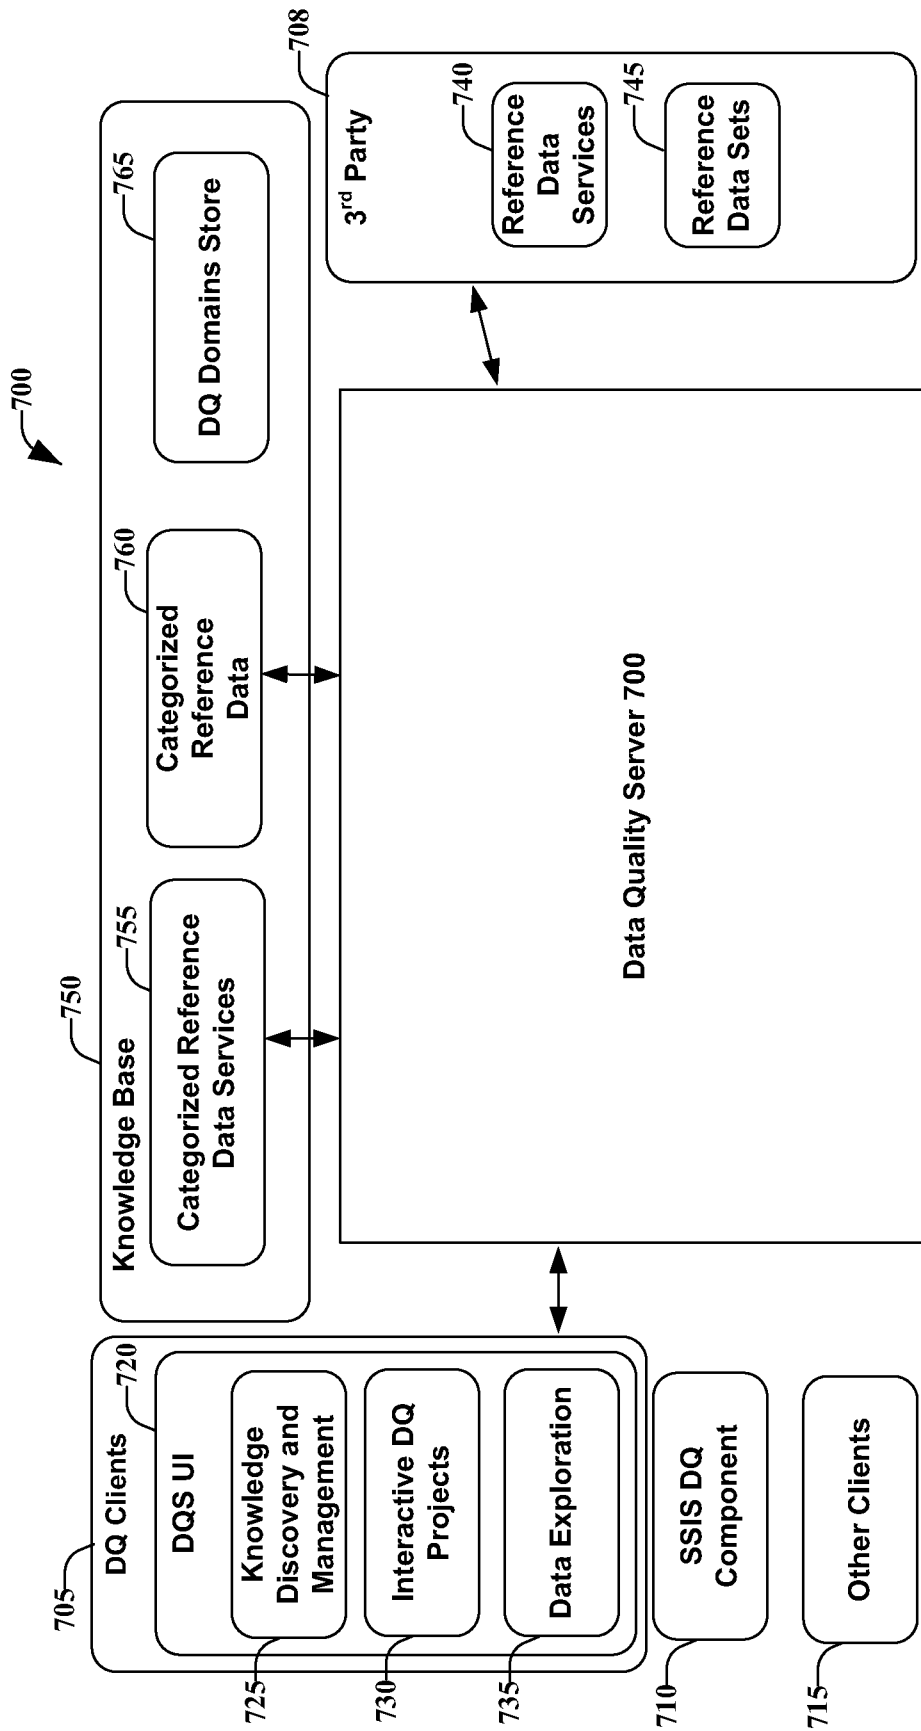 700
705
DQ Clients
720
DQS UI
725
Knowledge
Discovery and
Management
730
Interactive DQ
Projects
735
Data Exploration
710
SSIS DQ
Component
715
Other Clients
750
Knowledge Base
755
Categorized Reference
Data Services
760
Categorized
Reference
Data
765
DQ Domains Store
Data Quality Server 700
708
3rd Party
740
Reference
Data
Services
745
Reference
Data Sets